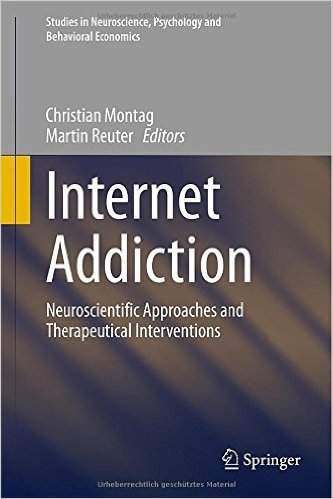 Urheberrechtlich geschütztes Material
Studies in Neuroscience, Psychology and
Behavioral Economics
Christian Montag
Martin Reuter Editors
Internet
Addiction
Neuroscientific Approaches and
Therapeutical Interventions
Springer
Urheberrechtlich geschütztes Material